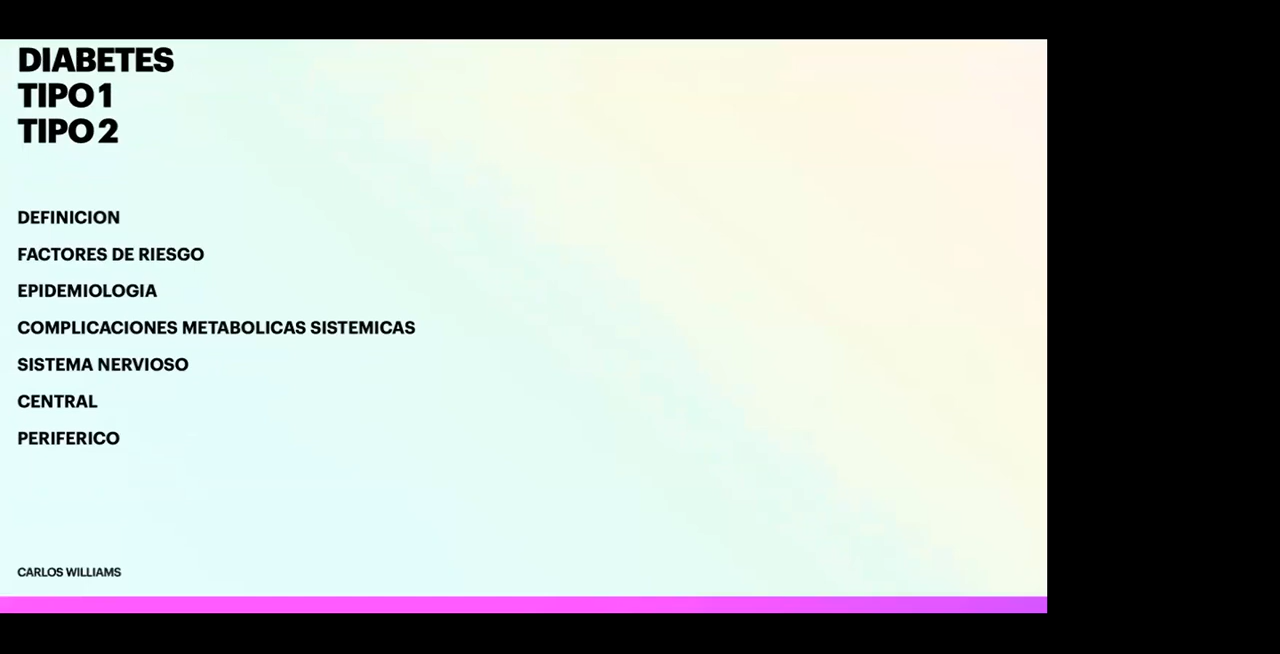 DIABETES
TIPO 1
TIPO 2
DEFINICION
FACTORES DE RIESGO
EPIDEMIOLOGIA
COMPLICACIONES METABOLICAS SISTEMICAS
SISTEMA NERVIOSO
CENTRAL
PERIFERICO
CARLOS WILLIAMS